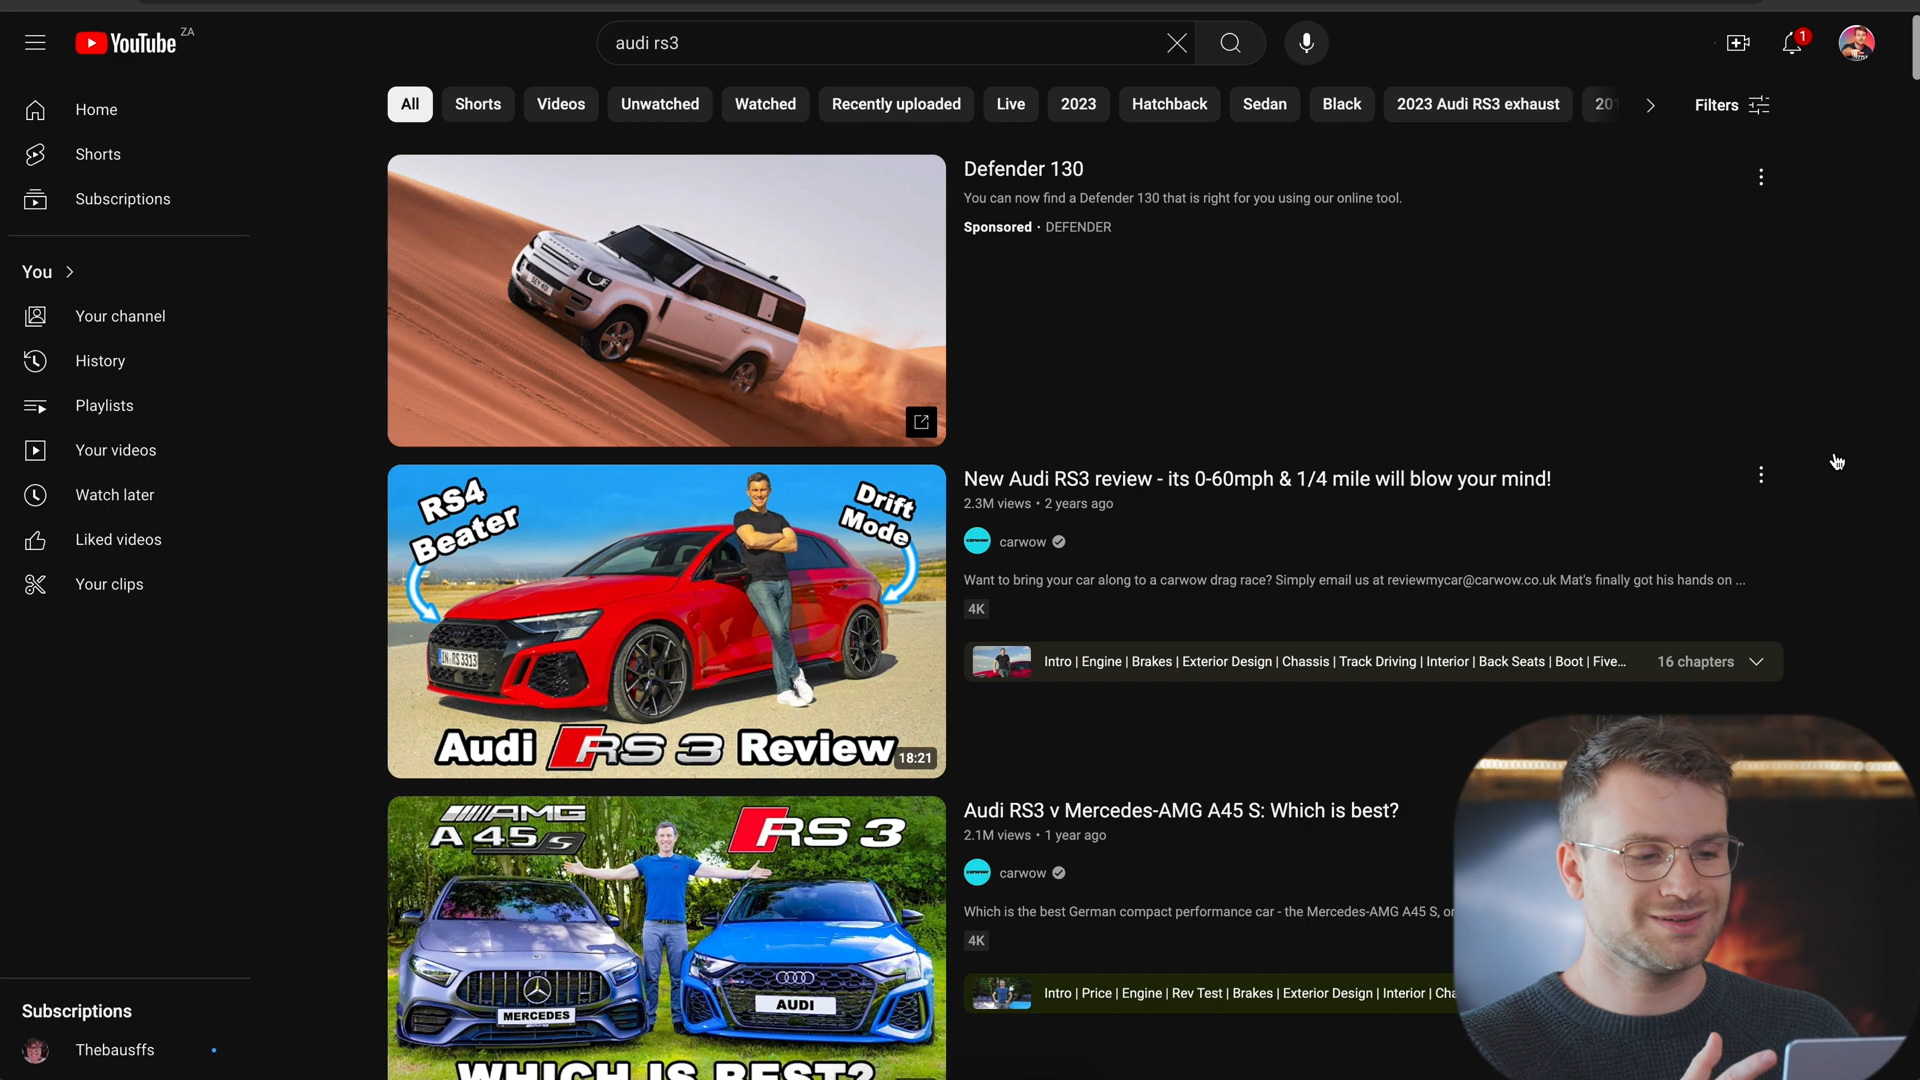 YouTube ZA
audi rs3
1
Home
Shorts
Subscriptions
You
Your channel
History
Playlists
Your videos
Watch later
Liked videos
Your clips
Subscriptions
Thebausffs
All
Shorts
Videos
Unwatched
Watched
Recently uploaded
Live
2023
Hatchback
Sedan
Black
2023 Audi RS3 exhaust
Filters
Defender 130
You can now find a Defender 130 that is right for you using our online tool.
Sponsored · DEFENDER
RS4
Beater
Drift
Mode
IN RS 3313
Audi RS 3 Review
18:21
New Audi RS3 review - its 0-60mph & 1/4 mile will blow your mind!
2.3M views · 2 years ago
carwow
Want to bring your car along to a carwow drag race? Simply email us at reviewmycar@carwow.co.uk Mat's finally got his hands on ...
4K
Intro | Engine | Brakes | Exterior Design | Chassis | Track Driving | Interior | Back Seats | Boot | Five...
16 chapters
AMG
A 45 S
RS 3
MERCEDES
AUDI
WHICH IS BEST?
Audi RS3 v Mercedes-AMG A45 S: Which is best?
2.1M views · 1 year ago
carwow
Which is the best German compact performance car - the Mercedes-AMG A45 S, or
4K
Intro | Price | Engine | Rev Test | Brakes | Exterior Design | Interior | Cha